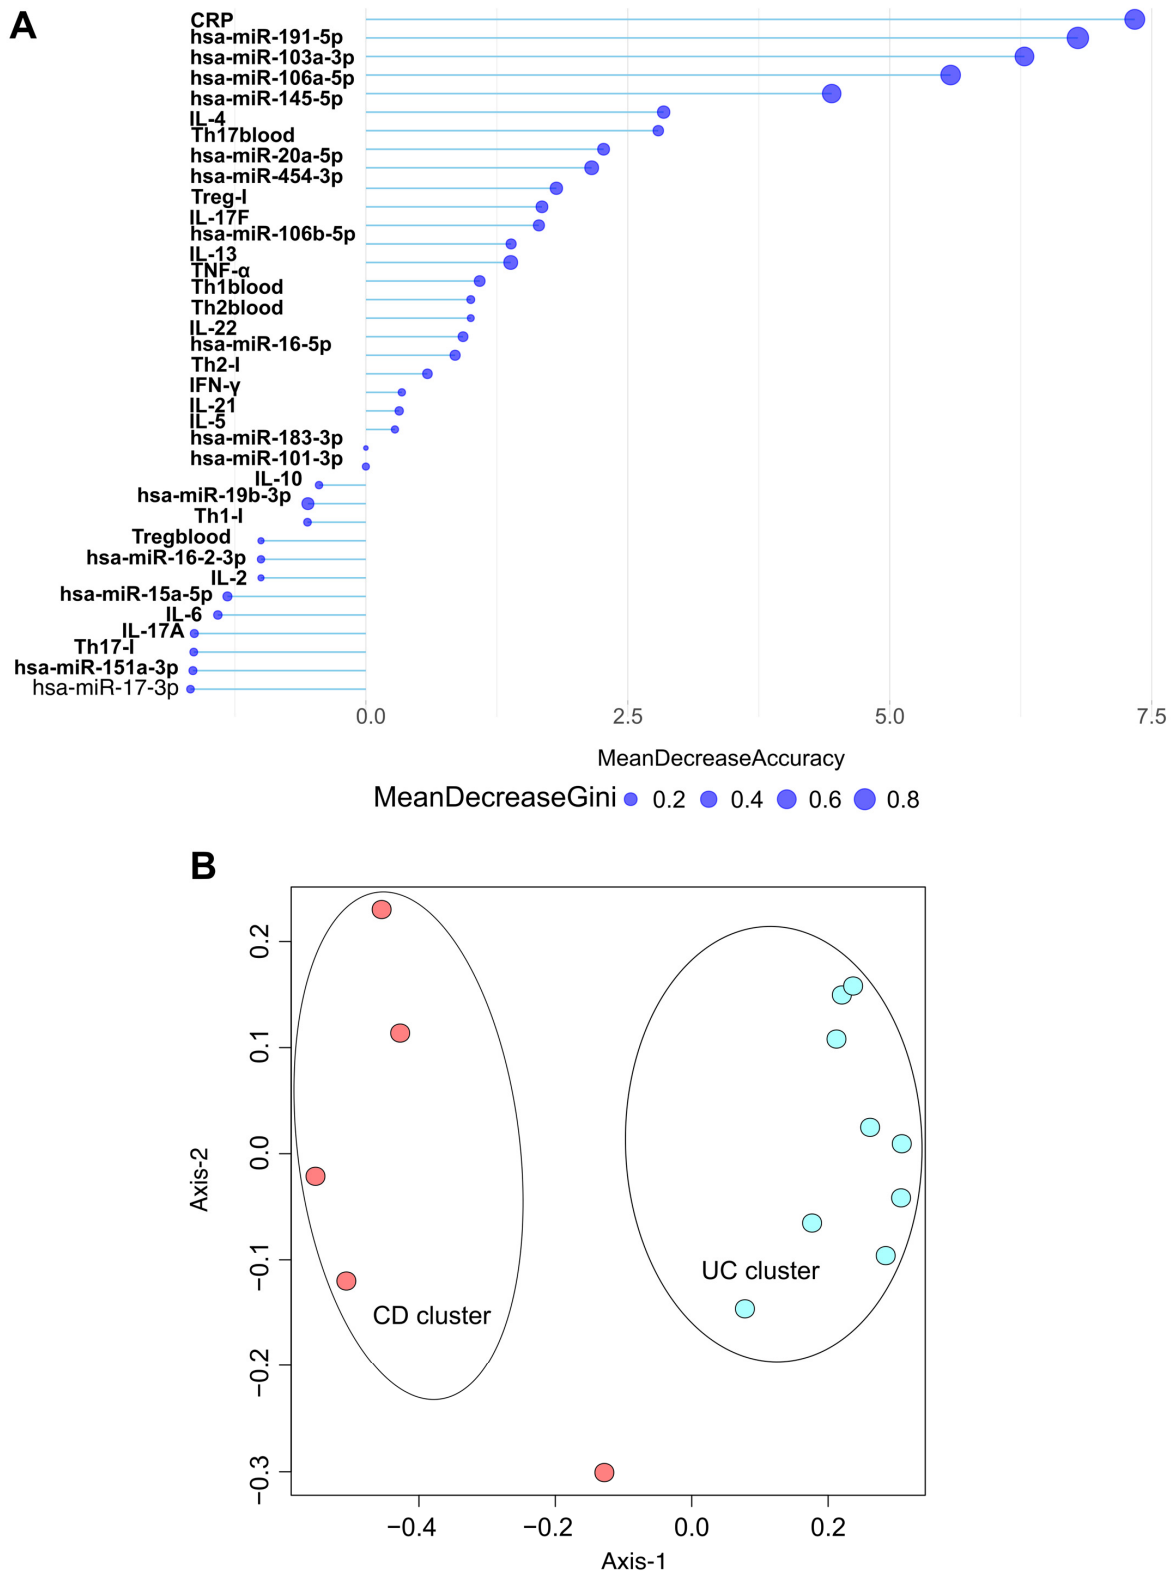 A
CRP
hsa-miR-191-5p
hsa-miR-103a-3p
hsa-miR-106a-5p
hsa-miR-145-5p
IL-4
Th17blood
hsa-miR-20a-5p
hsa-miR-454-3p
Treg-I
IL-17F
hsa-miR-106b-5p
IL-13
TNF-α
Th1blood
Th2blood
IL-22
hsa-miR-16-5p
Th2-I
IFN-γ
IL-21
IL-5
hsa-miR-183-3p
hsa-miR-101-3p
IL-10
hsa-miR-19b-3p
Th1-I
Tregblood
hsa-miR-16-2-3p
IL-2
hsa-miR-15a-5p
IL-6
IL-17A
Th17-I
hsa-miR-151a-3p
hsa-miR-17-3p
0.0 2.5 5.0 7.5
MeanDecreaseAccuracy
MeanDecreaseGini 0.2 0.4 0.6 0.8
B
0.2
0.1
0.0
−0.1
−0.2
−0.3
Axis-2
UC cluster
CD cluster
−0.4 −0.2 0.0 0.2
Axis-1